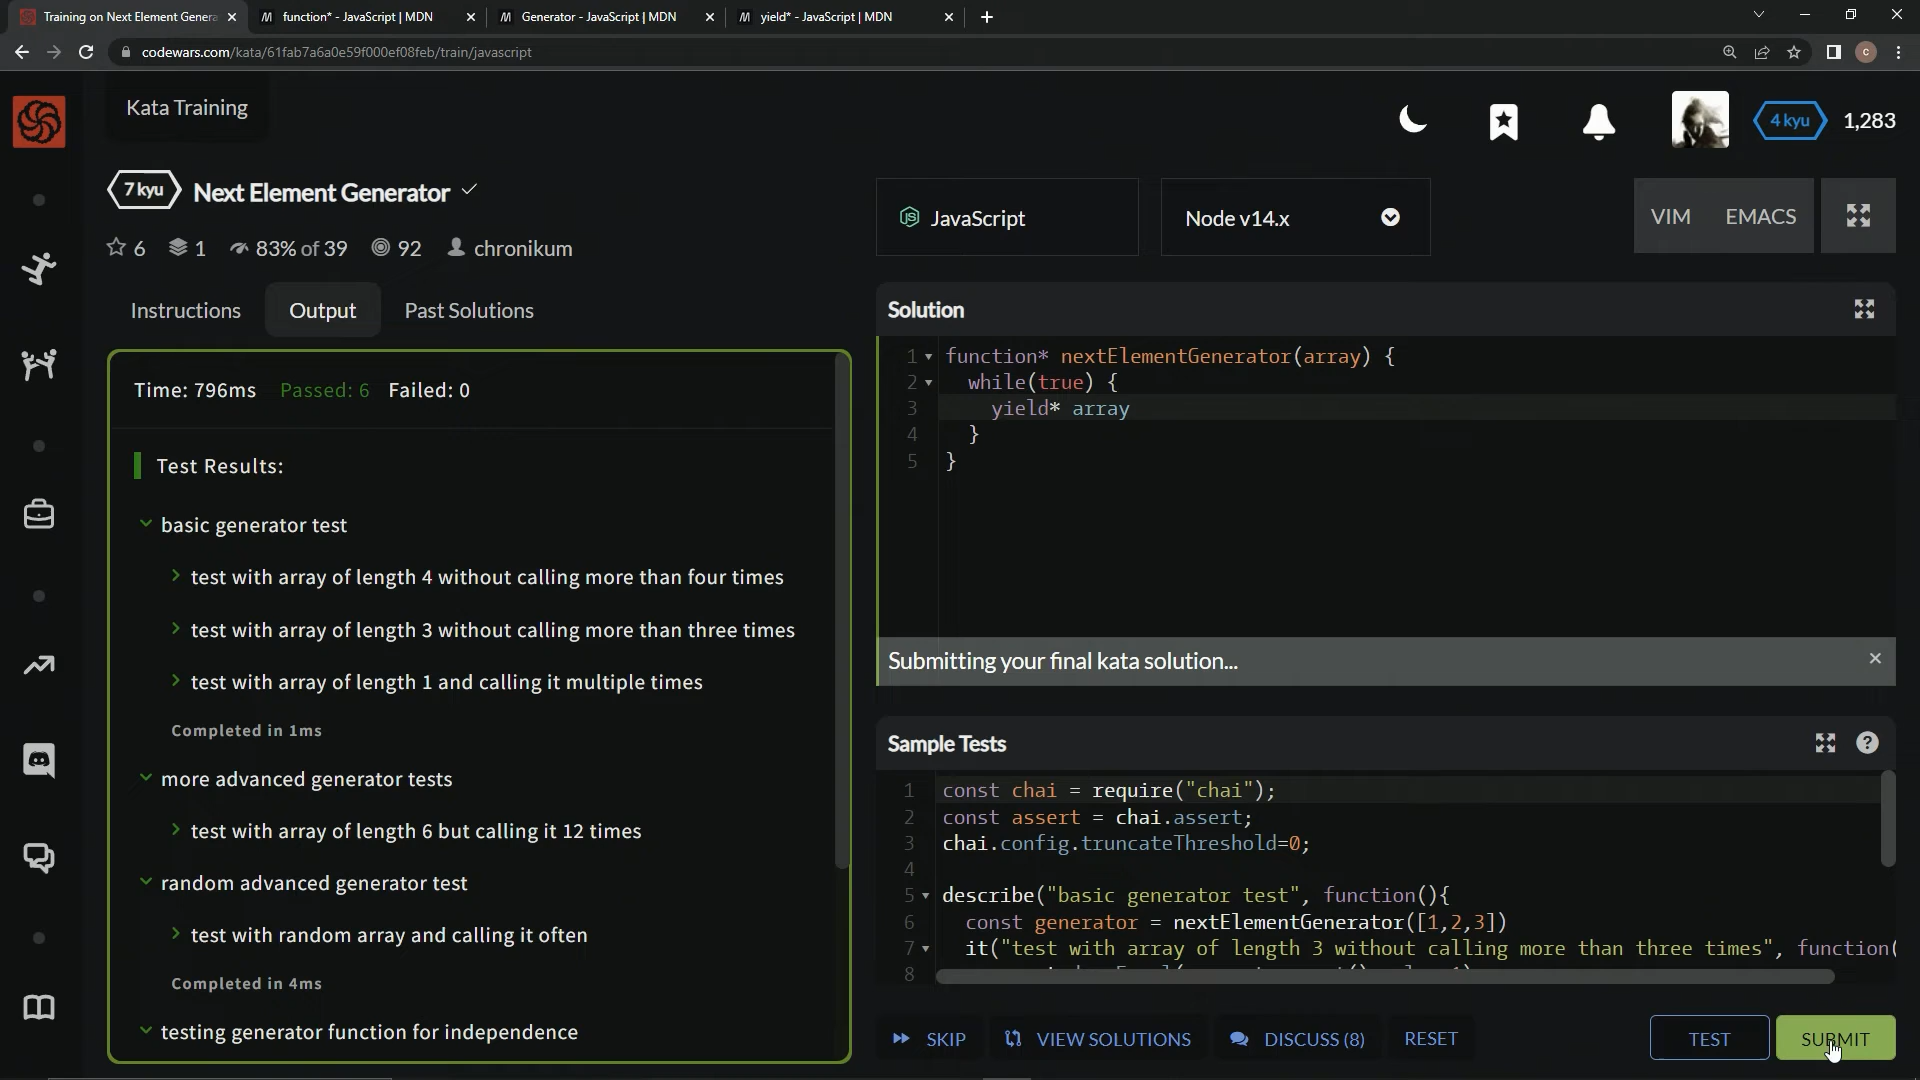 Training on Next Element Genera
function* - JavaScript | MDN
Generator - JavaScript | MDN
yield* - JavaScript | MDN
codewars.com/kata/61fab7a6a0e59f000ef08feb/train/javascript
C
Kata Training
4 kyu
1,283
7 kyu
Next Element Generator
6
1
83% of 39
92
chronikum
JavaScript
Node v14.x
VIM
EMACS
Instructions
Output
Past Solutions
Time: 796ms Passed: 6 Failed: 0
Test Results:
basic generator test
test with array of length 4 without calling more than four times
test with array of length 3 without calling more than three times
test with array of length 1 and calling it multiple times
Completed in 1ms
more advanced generator tests
test with array of length 6 but calling it 12 times
random advanced generator test
test with random array and calling it often
Completed in 4ms
testing generator function for independence
Solution
1 function* nextElementGenerator(array) {
2 while(true) {
3 yield* array
4 }
5 }
Submitting your final kata solution...
Sample Tests
1 const chai = require("chai");
2 const assert = chai.assert;
3 chai.config.truncateThreshold=0;
4
5 describe("basic generator test", function(){
6 const generator = nextElementGenerator([1,2,3])
7 it("test with array of length 3 without calling more than three times", function(
8
SKIP
VIEW SOLUTIONS
DISCUSS (8)
RESET
TEST
SUBMIT